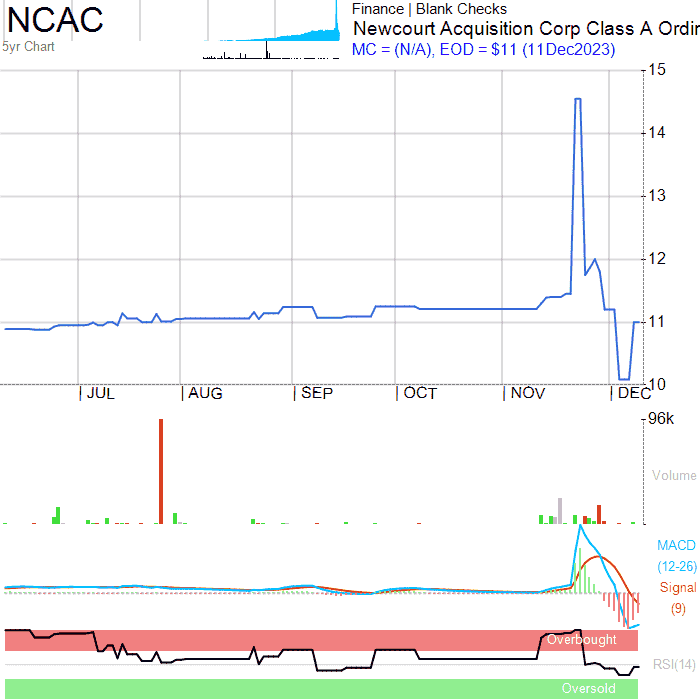 NCAC
5yr Chart
Finance | Blank Checks
Newcourt Acquisition Corp Class A Ordin
MC = (N/A), EOD = $11 (11Dec2023)
15
14
13
12
11
10
JUL
AUG
SEP
OCT
NOV
DEC
96k
Volume
MACD
(12-26)
Signal
(9)
Overbought
RSI(14)
Oversold